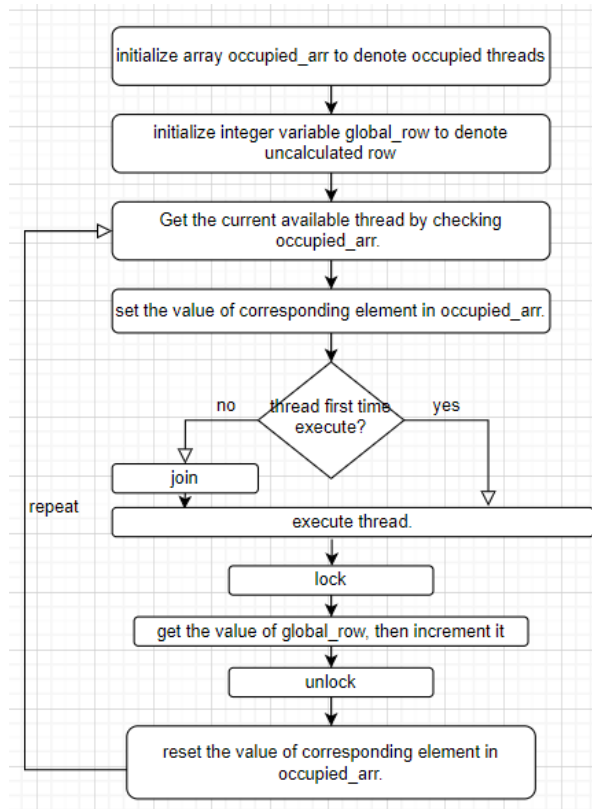 initialize array occupied_arr to denote occupied threads
initialize integer variable global_row to denote
uncalculated row
Get the current available thread by checking
occupied_arr.
set the value of corresponding element in occupied_arr.
thread first time
execute?
no
yes
join
repeat
execute thread.
lock
get the value of global_row, then increment it
unlock
reset the value of corresponding element in
occupied_arr.